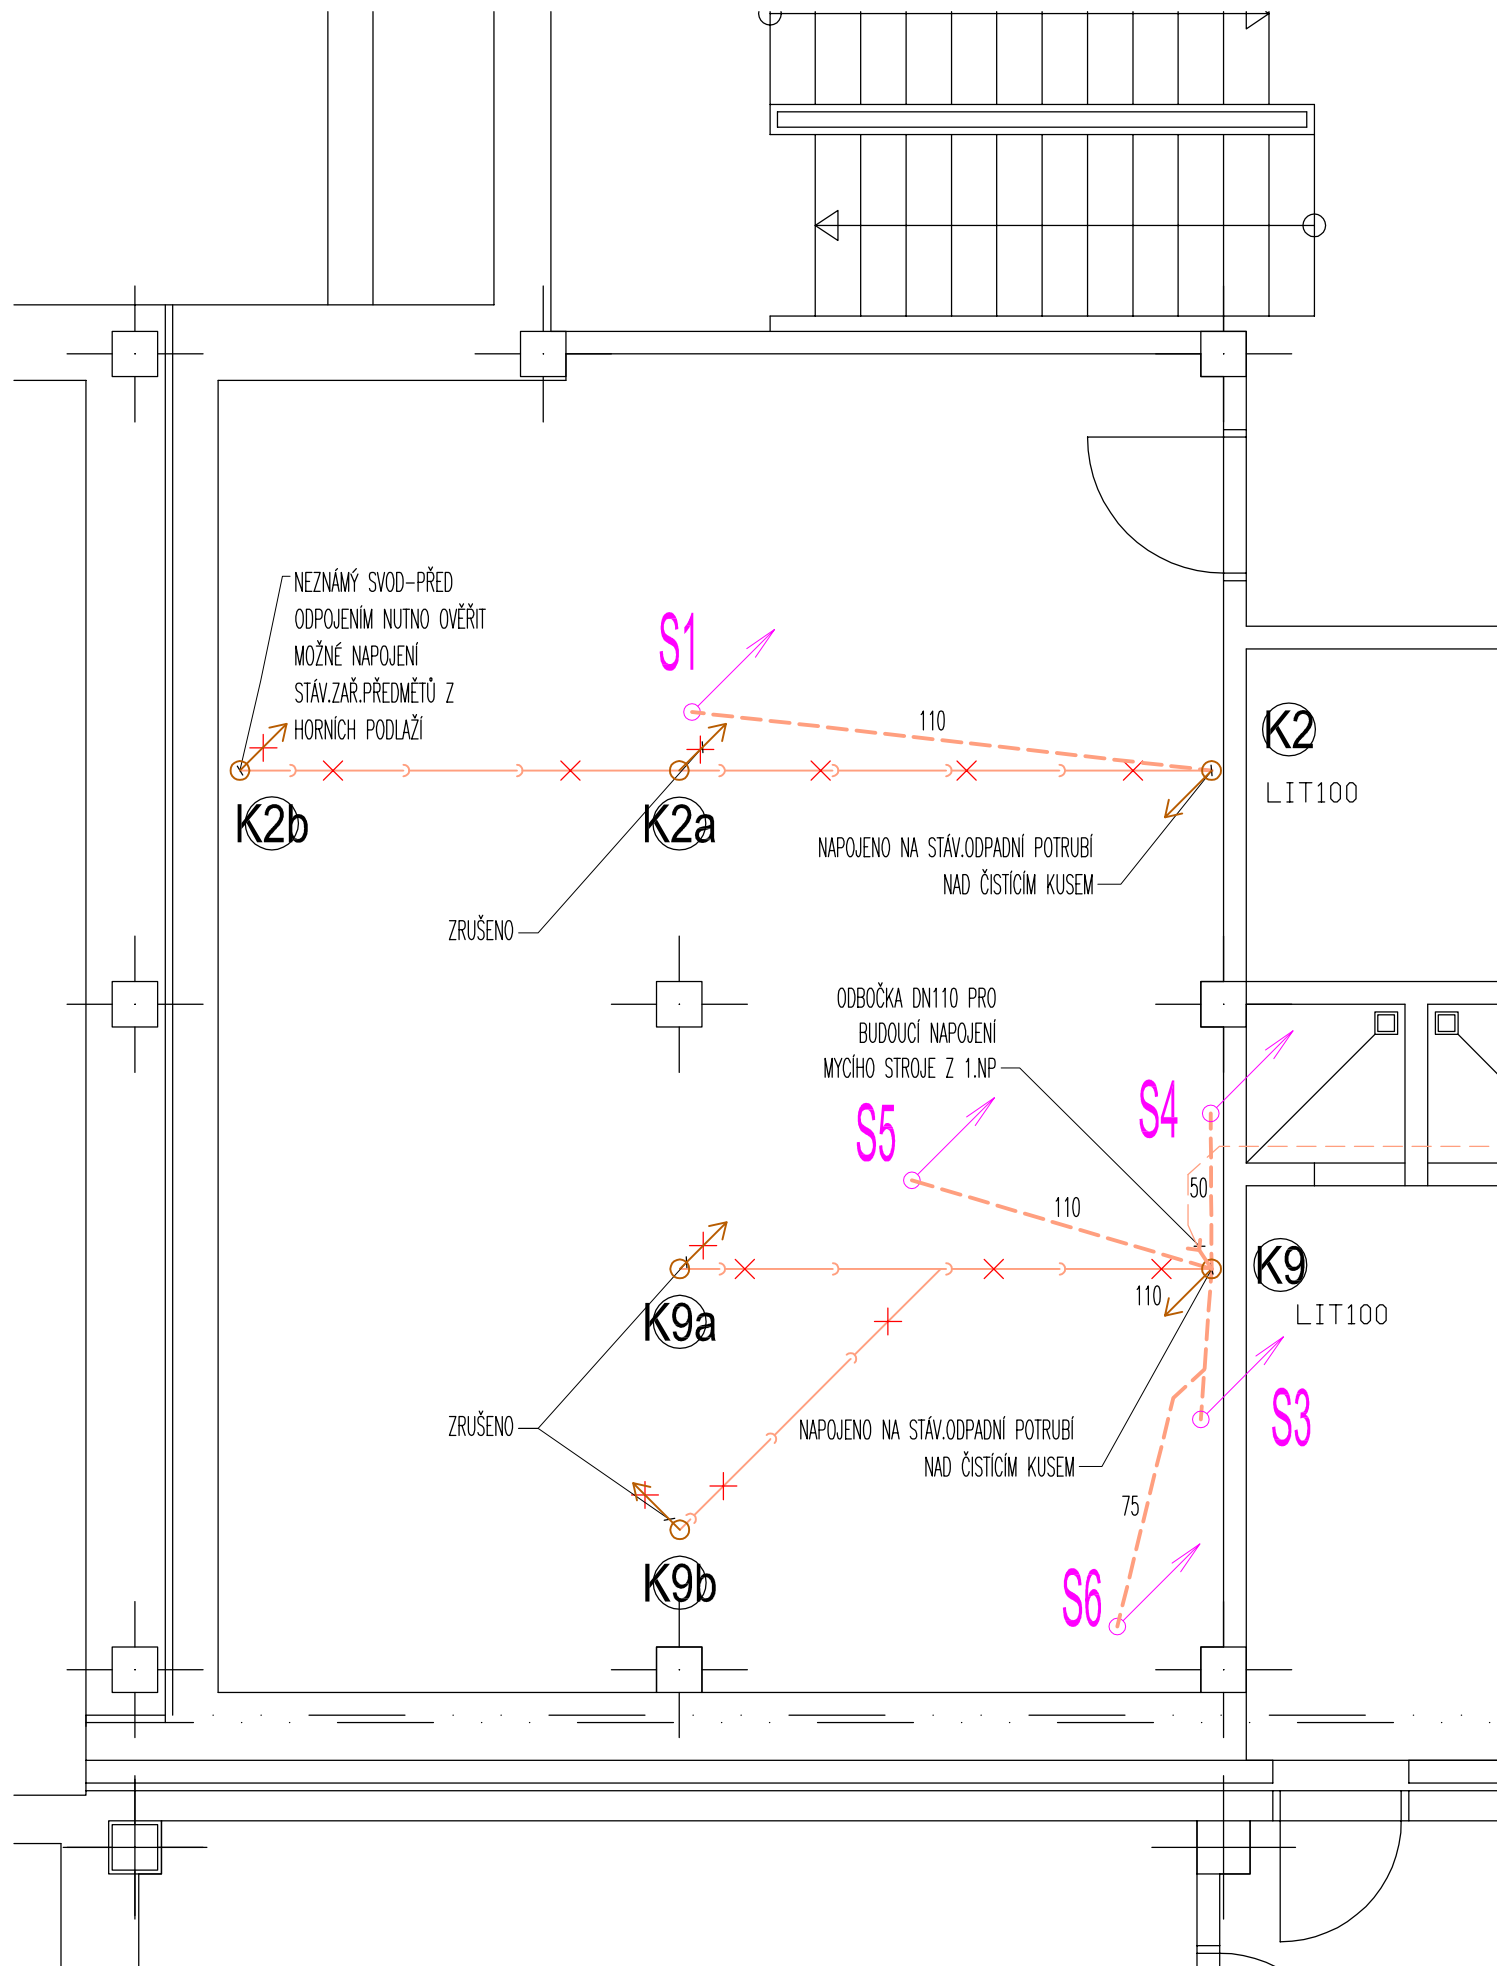 NEZNÁMÝ SVOD-PŘED
ODPOJENÍM NUTNO OVĚŘIT
MOŽNÉ NAPOJENÍ
STÁV.ZAŘ.PŘEDMĚTŮ Z
HORNÍCH PODLAŽÍ
S1
110
K2
LIT100
K2b
K2a
NAPOJENO NA STÁV.ODPADNÍ POTRUBÍ
NAD ČISTÍCÍM KUSEM
ZRUŠENO
ODBOČKA DN110 PRO
BUDOUCÍ NAPOJENÍ
MYCÍHO STROJE Z 1.NP
S4
S5
50
110
K9
110
LIT100
K9a
S3
ZRUŠENO
NAPOJENO NA STÁV.ODPADNÍ POTRUBÍ
NAD ČISTÍCÍM KUSEM
75
K9b
S6